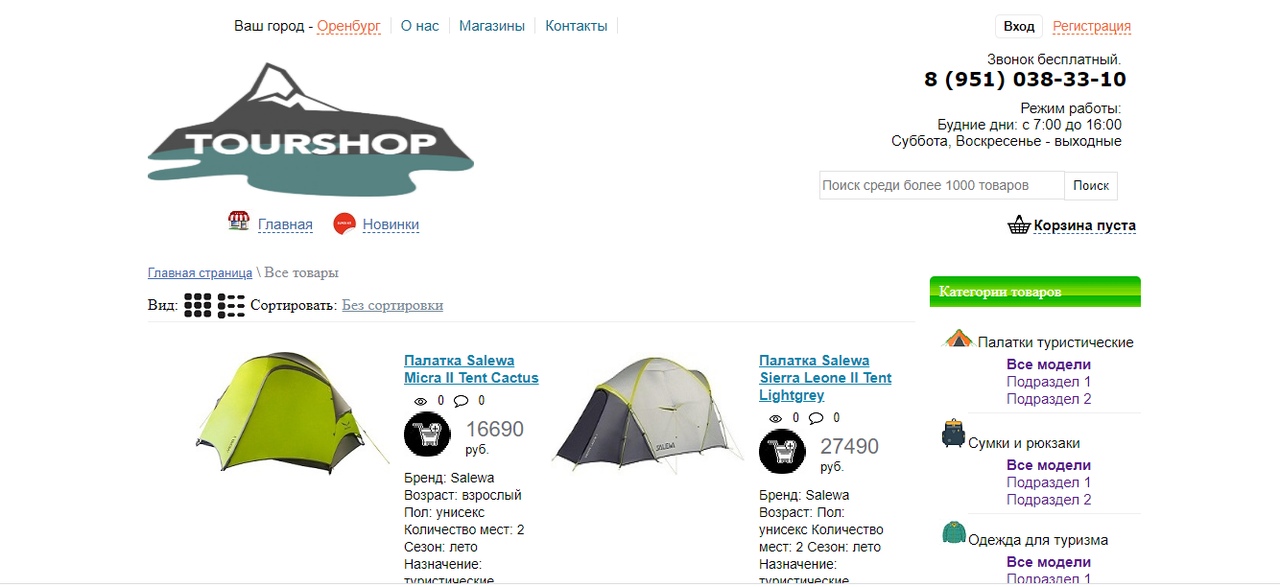 Ваш город - Оренбург О нас Магазины Контакты Вход Регистрация
Звонок бесплатный.
8 (951) 038-33-10
Режим работы:
Будние дни: с 7:00 до 16:00
Суббота, Воскресенье - выходные
TOURSHOP
Поиск среди более 1000 товаров Поиск
Главная Новинки
Корзина пуста
Главная страница \ Все товары
Вид: Сортировать: Без сортировки
Палатка Salewa
Micra II Tent Cactus
0 0
16690
руб.
Бренд: Salewa
Возраст: взрослый
Пол: унисекс
Количество мест: 2
Сезон: лето
Назначение:
туристические
Палатка Salewa
Sierra Leone II Tent
Lightgrey
0 0
27490
руб.
Бренд: Salewa
Возраст: Пол:
унисекс Количество
мест: 2 Сезон: лето
Назначение:
туристические
SALEWA
Категории товаров
Палатки туристические
Все модели
Подраздел 1
Подраздел 2
Сумки и рюкзаки
Все модели
Подраздел 1
Подраздел 2
Одежда для туризма
Все модели
Подраздел 1